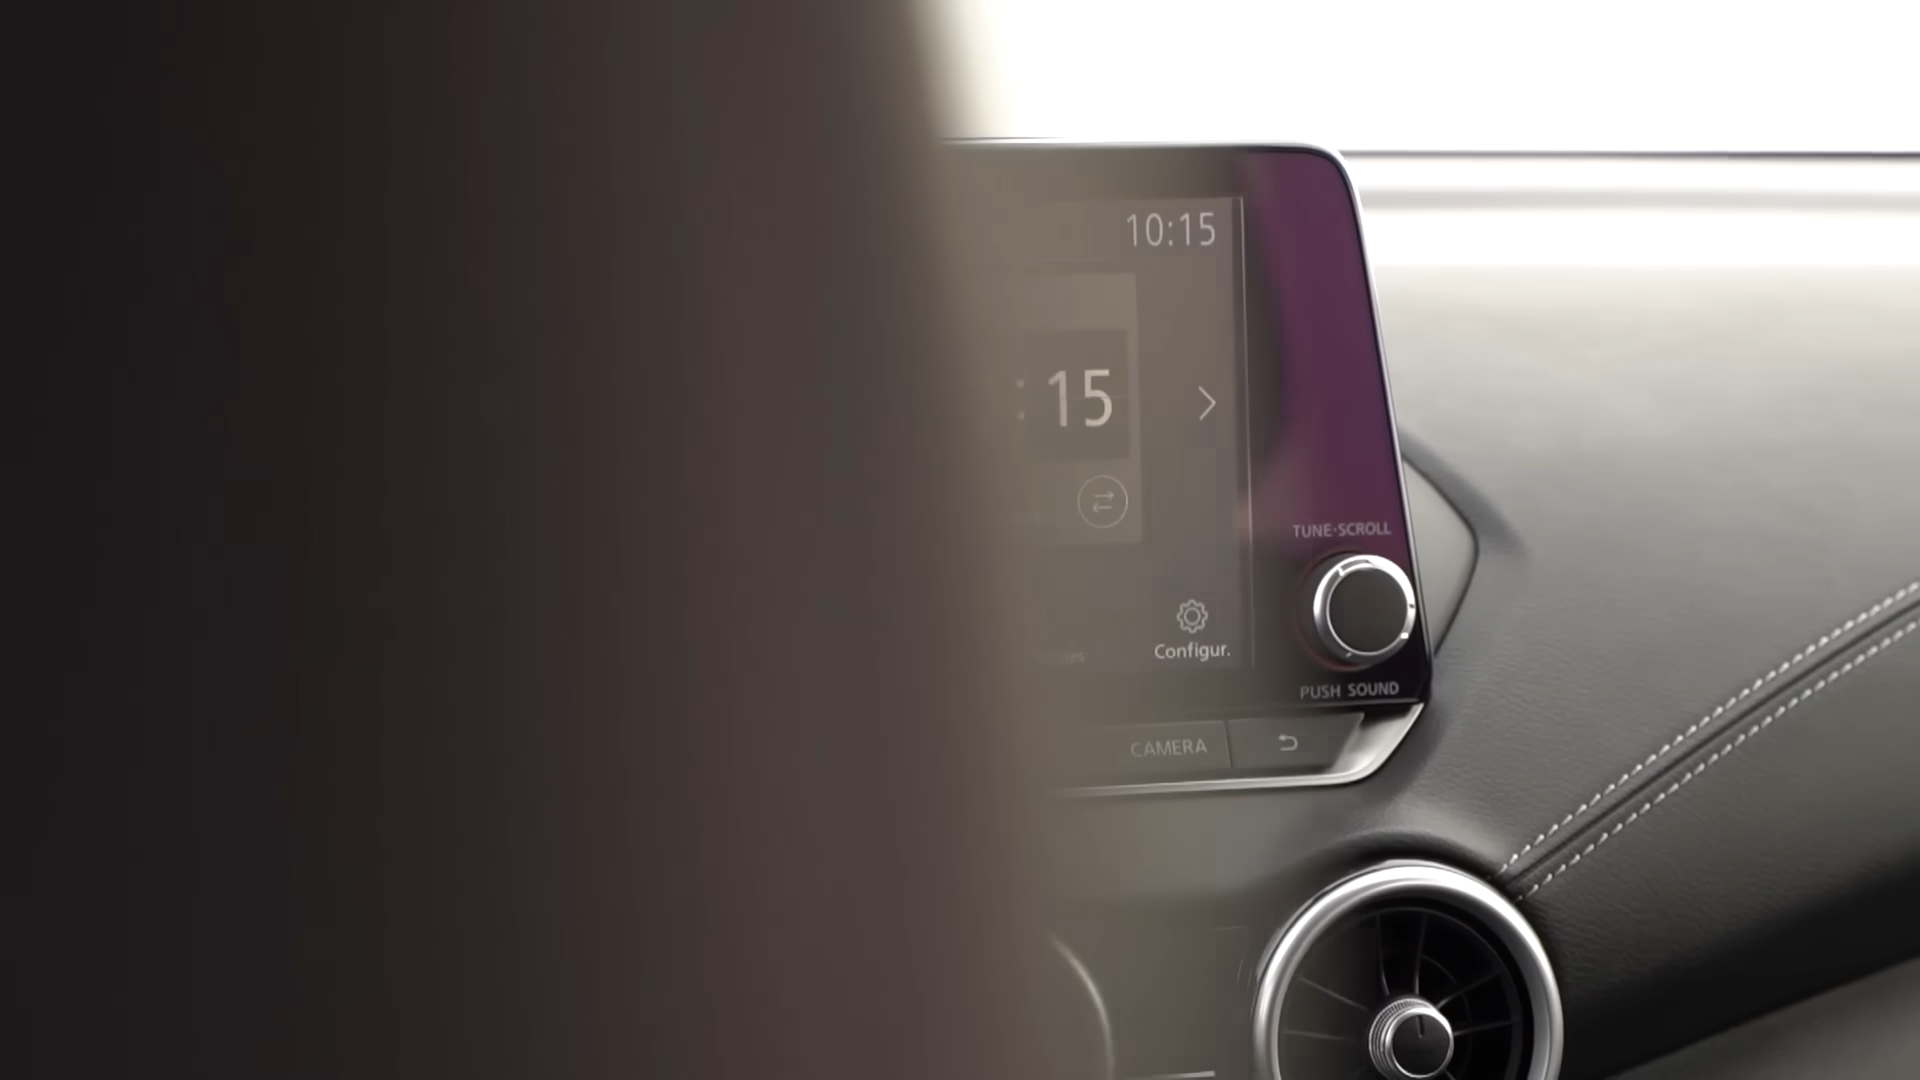 10:15
: 15
TUNE·SCROLL
Configur.
PUSH SOUND
CAMERA